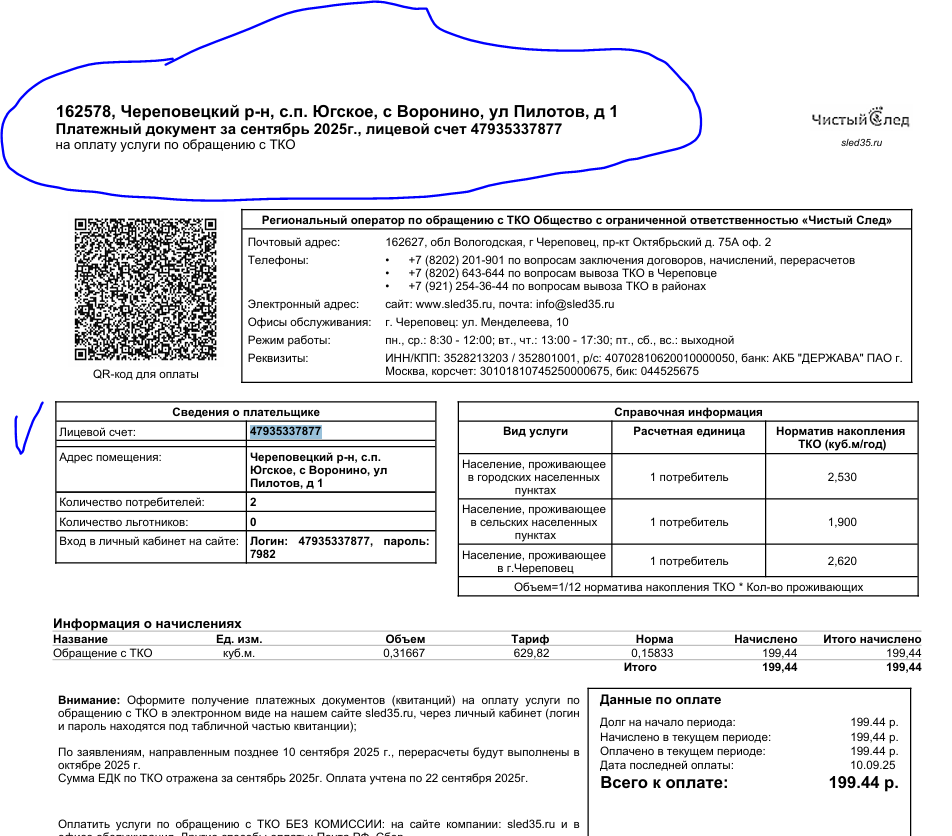 162578, Череповецкий р-н, с.п. Югское, с Воронино, ул Пилотов, д 1
Платежный документ за сентябрь 2025г., лицевой счет 47935337877
на оплату услуги по обращению с ТКО
Чистый След
sled35.ru
Региональный оператор по обращению с ТКО Общество с ограниченной ответственностью «Чистый След»
Почтовый адрес: 162627, обл Вологодская, г Череповец, пр-кт Октябрьский д. 75А оф. 2
Телефоны: • +7 (8202) 201-901 по вопросам заключения договоров, начислений, перерасчетов
• +7 (8202) 643-644 по вопросам вывоза ТКО в Череповце
• +7 (921) 254-36-44 по вопросам вывоза ТКО в районах
Электронный адрес: сайт: www.sled35.ru, почта: info@sled35.ru
Офисы обслуживания: г. Череповец: ул. Менделеева, 10
Режим работы: пн., ср.: 8:30 - 12:00; вт., чт.: 13:00 - 17:30; пт., сб., вс.: выходной
Реквизиты: ИНН/КПП: 3528213203 / 352801001, р/с: 40702810620010000050, банк: АКБ "ДЕРЖАВА" ПАО г.
Москва, корсчет: 30101810745250000675, бик: 044525675
QR-код для оплаты
Сведения о плательщике
Лицевой счет: 47935337877
Адрес помещения: Череповецкий р-н, с.п.
Югское, с Воронино, ул
Пилотов, д 1
Количество потребителей: 2
Количество льготников: 0
Вход в личный кабинет на сайте: Логин: 47935337877, пароль:
7982
Справочная информация
Вид услуги Расчетная единица Норматив накопления
ТКО (куб.м/год)
Население, проживающее
в городских населенных
пунктах 1 потребитель 2,530
Население, проживающее
в сельских населенных
пунктах 1 потребитель 1,900
Население, проживающее
в г.Череповец 1 потребитель 2,620
Объем=1/12 норматива накопления ТКО * Кол-во проживающих
Информация о начислениях
Название Ед. изм. Объем Тариф Норма Начислено Итого начислено
Обращение с ТКО куб.м. 0,31667 629,82 0,15833 199,44 199,44
Итого 199,44 199,44
Внимание: Оформите получение платежных документов (квитанций) на оплату услуги по
обращению с ТКО в электронном виде на нашем сайте sled35.ru, через личный кабинет (логин
и пароль находятся под табличной частью квитанции);
По заявлениям, направленным позднее 10 сентября 2025 г., перерасчеты будут выполнены в
октябре 2025 г.
Сумма ЕДК по ТКО отражена за сентябрь 2025г. Оплата учтена по 22 сентября 2025г.
Оплатить услуги по обращению с ТКО БЕЗ КОМИССИИ: на сайте компании: sled35.ru и в
Данные по оплате
Долг на начало периода: 199.44 р.
Начислено в текущем периоде: 199,44 р.
Оплачено в текущем периоде: 199.44 р.
Дата последней оплаты: 10.09.25
Всего к оплате: 199.44 р.